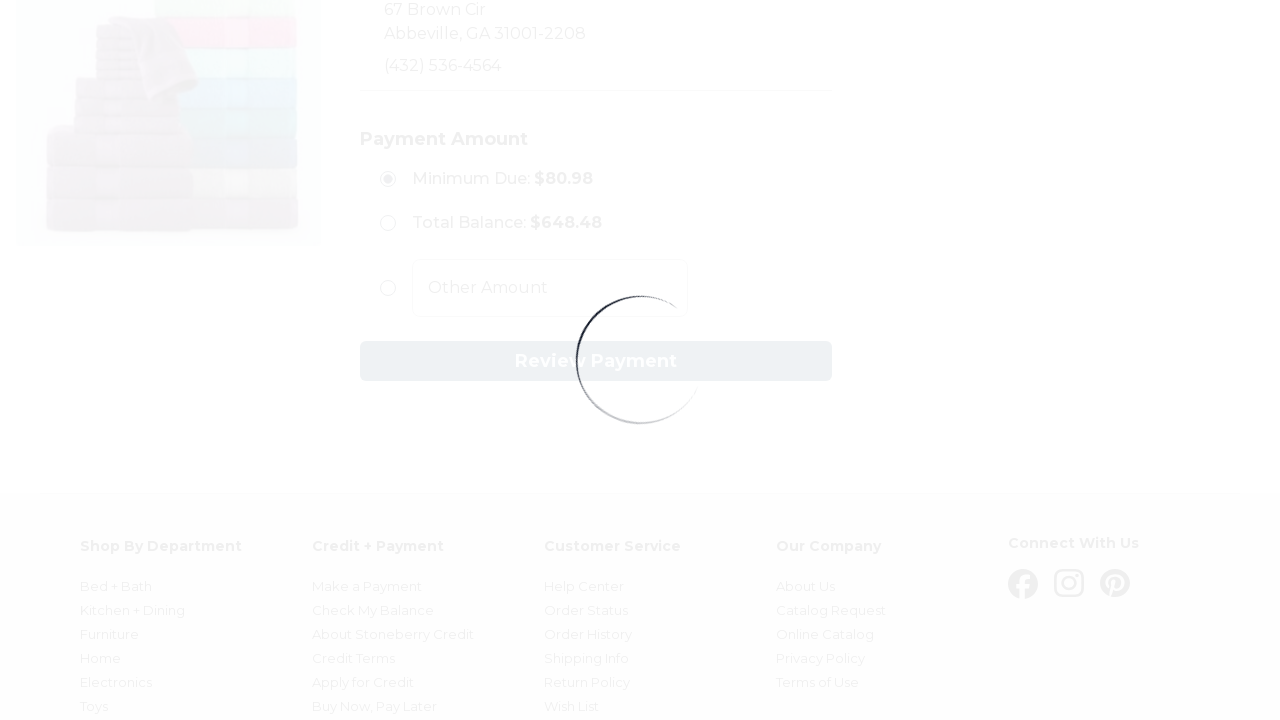 67 Brown Cir
Abbeville, GA 31001-2208
(432) 536-4564
Payment Amount
Minimum Due: $80.98
Total Balance: $648.48
Other Amount
Review Payment
Shop By Department
Bed + Bath
Kitchen + Dining
Furniture
Home
Electronics
Toys
Credit + Payment
Make a Payment
Check My Balance
About Stoneberry Credit
Credit Terms
Apply for Credit
Buy Now, Pay Later
Customer Service
Help Center
Order Status
Order History
Shipping Info
Return Policy
Wish List
Our Company
About Us
Catalog Request
Online Catalog
Privacy Policy
Terms of Use
Connect With Us